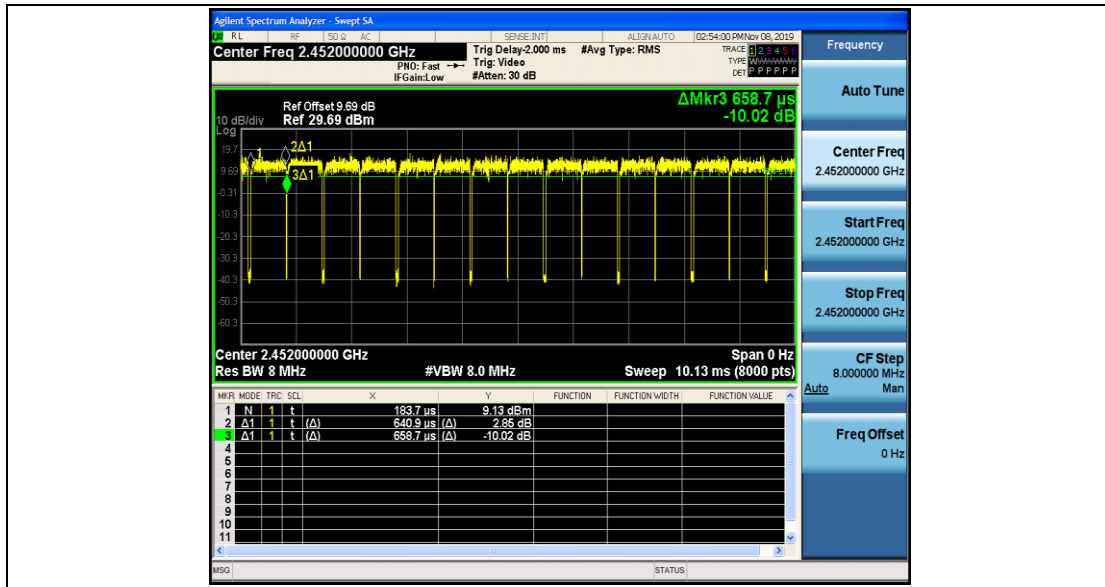 Agilent Spectrum Analyzer - Swept SA
LXI RL RF 50 Ω AC SENSE:INT ALIGN AUTO 02:54:00 PM Nov 08, 2019
Center Freq 2.452000000 GHz Trig Delay-2.000 ms #Avg Type: RMS TRACE 1 2 3 4 5 6
PNO: Fast Trig: Video TYPE
IFGain:Low #Atten: 30 dB DET P P P P P P
Frequency
ΔMkr3 658.7 µs
-10.02 dB
Ref Offset 9.69 dB
10 dB/div Ref 29.69 dBm
Log
19.7
9.69
-0.31
-10.3
-20.3
-30.3
-40.3
-50.3
-60.3
1
2Δ1
3Δ1
Center 2.452000000 GHz Span 0 Hz
Res BW 8 MHz #VBW 8.0 MHz Sweep 10.13 ms (8000 pts)
MKR MODE TRC SCL X Y FUNCTION FUNCTION WIDTH FUNCTION VALUE
1 N 1 t 183.7 µs 9.13 dBm
2 Δ1 1 t (Δ) 640.9 µs (Δ) 2.85 dB
3 Δ1 1 t (Δ) 658.7 µs (Δ) -10.02 dB
4
5
6
7
8
9
10
11
MSG STATUS
Auto Tune
Center Freq
2.452000000 GHz
Start Freq
2.452000000 GHz
Stop Freq
2.452000000 GHz
CF Step
8.000000 MHz
Auto Man
Freq Offset
0 Hz